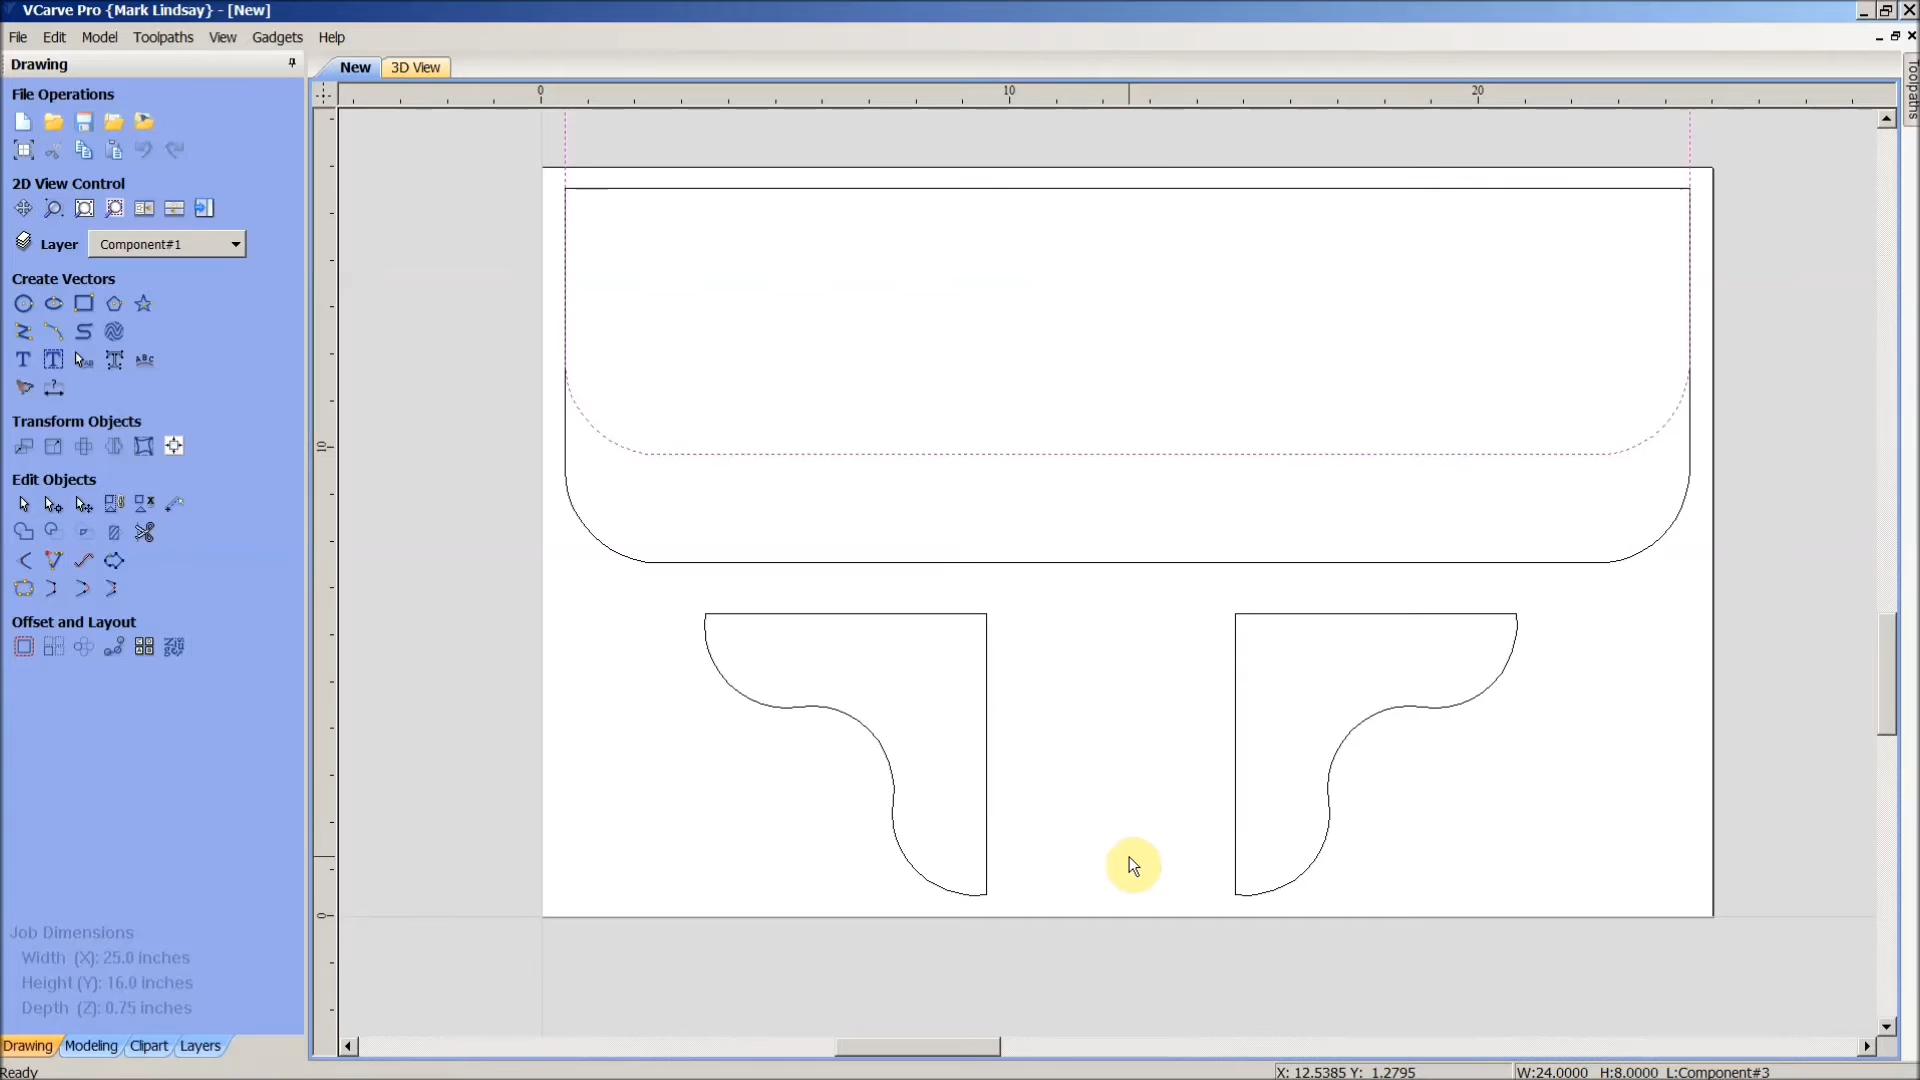 VCarve Pro {Mark Lindsay} - [New]
File Edit Model Toolpaths View Gadgets Help
Drawing
New 3D View
Toolpaths
File Operations
0 10 20
2D View Control
Layer Component#1
Create Vectors
Transform Objects
10
Edit Objects
Offset and Layout
0
Job Dimensions
Width (X): 25.0 inches
Height (Y): 16.0 inches
Depth (Z): 0.75 inches
Drawing Modeling Clipart Layers
Ready X: 12.5385 Y: 1.2795 W:24.0000 H:8.0000 L:Component#3